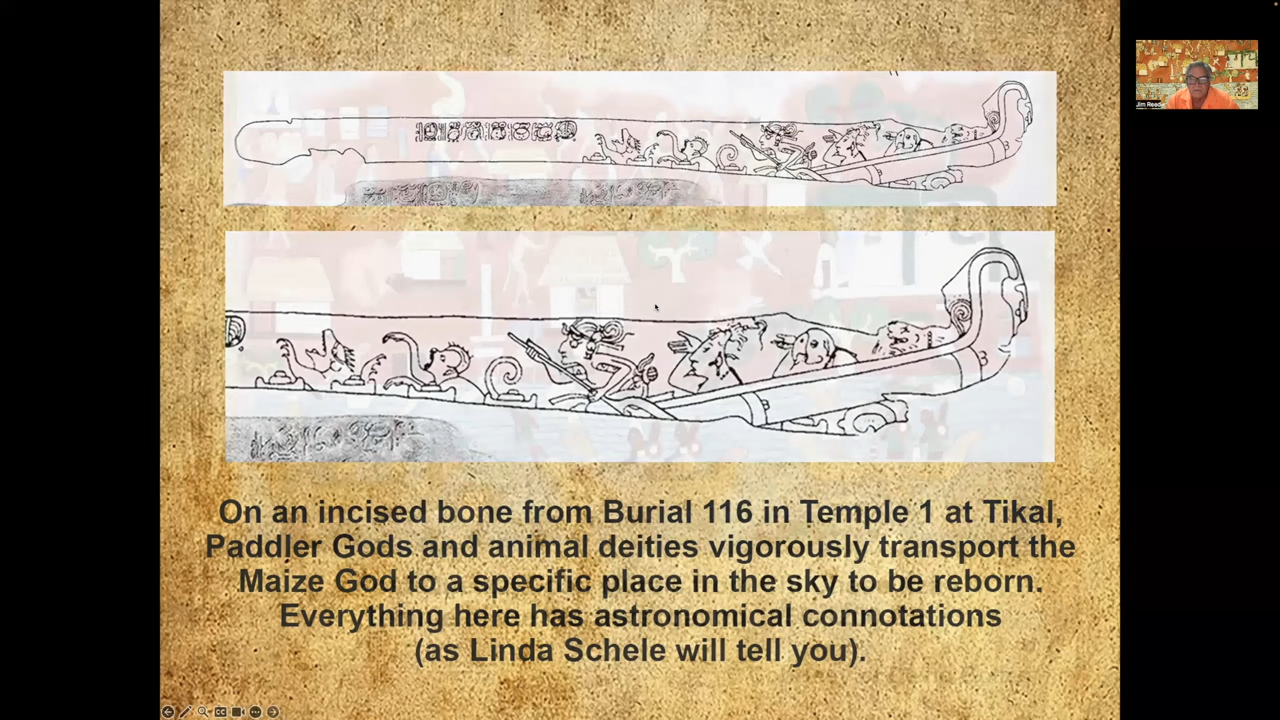 On an incised bone from Burial 116 in Temple 1 at Tikal,
Paddler Gods and animal deities vigorously transport the
Maize God to a specific place in the sky to be reborn.
Everything here has astronomical connotations
(as Linda Schele will tell you).
Jim Reed